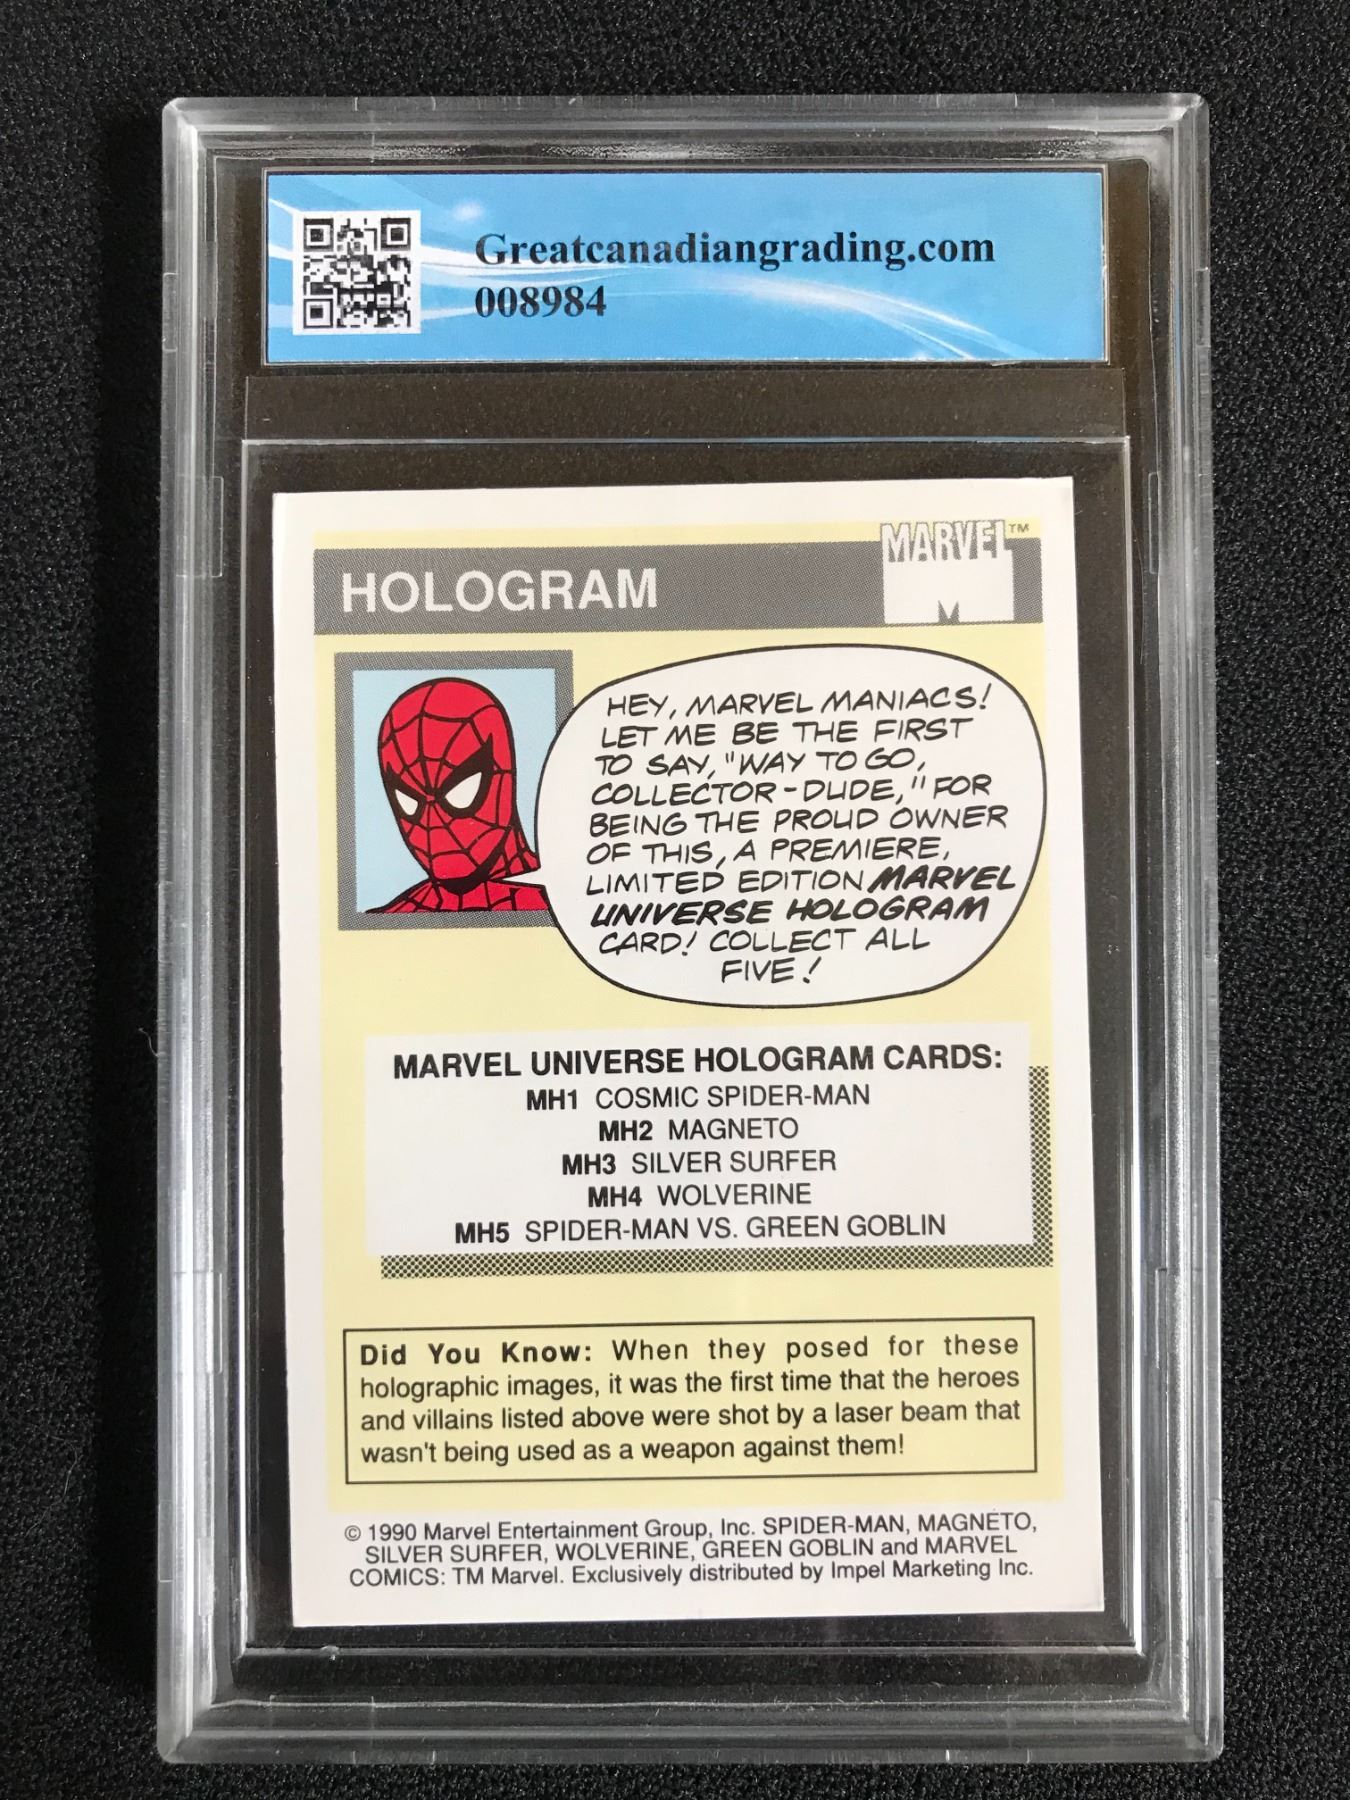 Greatcanadiangrading.com
008984
MARVEL™
HOLOGRAM
M
HEY, MARVEL MANIACS!
LET ME BE THE FIRST
TO SAY, "WAY TO GO,
COLLECTOR-DUDE," FOR
BEING THE PROUD OWNER
OF THIS, A PREMIERE,
LIMITED EDITION MARVEL
UNIVERSE HOLOGRAM
CARD! COLLECT ALL
FIVE!
MARVEL UNIVERSE HOLOGRAM CARDS:
MH1 COSMIC SPIDER-MAN
MH2 MAGNETO
MH3 SILVER SURFER
MH4 WOLVERINE
MH5 SPIDER-MAN VS. GREEN GOBLIN
Did You Know: When they posed for these
holographic images, it was the first time that the heroes
and villains listed above were shot by a laser beam that
wasn't being used as a weapon against them!
© 1990 Marvel Entertainment Group, Inc. SPIDER-MAN, MAGNETO,
SILVER SURFER, WOLVERINE, GREEN GOBLIN and MARVEL
COMICS: TM Marvel. Exclusively distributed by Impel Marketing Inc.